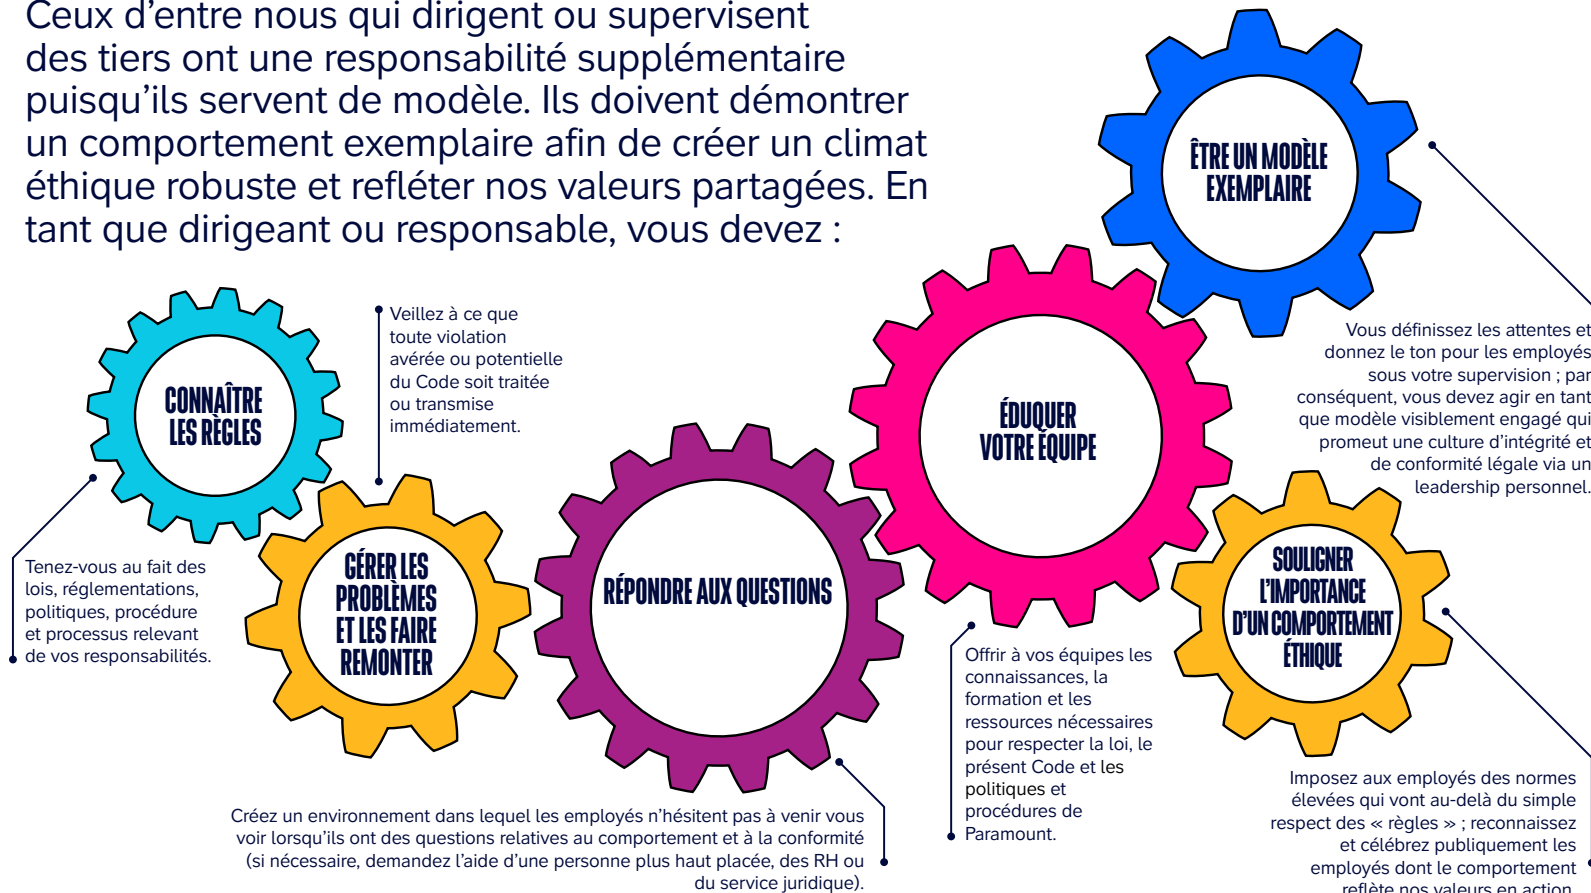 Ceux d'entre nous qui dirigent ou supervisent
des tiers ont une responsabilité supplémentaire
puisqu'ils servent de modèle. Ils doivent démontrer
un comportement exemplaire afin de créer un climat
éthique robuste et refléter nos valeurs partagées. En
tant que dirigeant ou responsable, vous devez :
CONNAÎTRE
LES RÈGLES
Tenez-vous au fait des
lois, réglementations,
politiques, procédure
et processus relevant
de vos responsabilités.
GÉRER LES
PROBLÈMES
ET LES FAIRE
REMONTER
Veillez à ce que
toute violation
avérée ou potentielle
du Code soit traitée
ou transmise
immédiatement.
RÉPONDRE AUX QUESTIONS
Créez un environnement dans lequel les employés n'hésitent pas à venir vous
voir lorsqu'ils ont des questions relatives au comportement et à la conformité
(si nécessaire, demandez l'aide d'une personne plus haut placée, des RH ou
du service juridique).
ÉDUQUER
VOTRE ÉQUIPE
Offrir à vos équipes les
connaissances, la
formation et les
ressources nécessaires
pour respecter la loi, le
présent Code et les
politiques et
procédures de
Paramount.
ÊTRE UN MODÈLE
EXEMPLAIRE
Vous définissez les attentes et
donnez le ton pour les employés
sous votre supervision ; par
conséquent, vous devez agir en tant
que modèle visiblement engagé qui
promeut une culture d'intégrité et
de conformité légale via un
leadership personnel.
SOULIGNER
L'IMPORTANCE
D'UN COMPORTEMENT
ÉTHIQUE
Imposez aux employés des normes
élevées qui vont au-delà du simple
respect des « règles » ; reconnaissez
et célébrez publiquement les
employés dont le comportement
reflète nos valeurs en action.